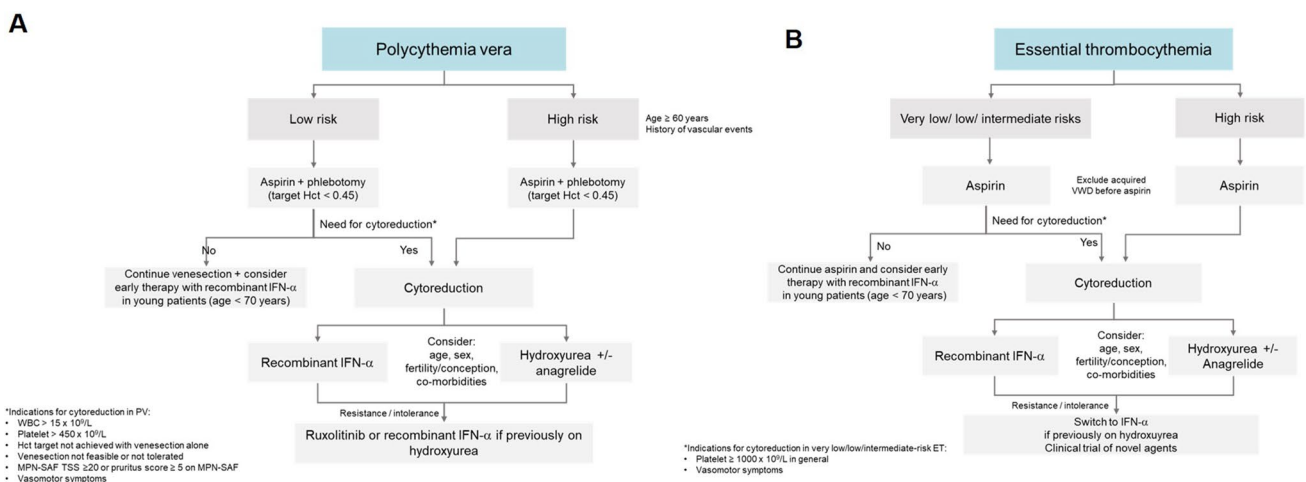 A
Polycythemia vera
Low risk
High risk
Age ≥ 60 years
History of vascular events
Aspirin + phlebotomy
(target Hct < 0.45)
Aspirin + phlebotomy
(target Hct < 0.45)
Need for cytoreduction*
No
Yes
Continue venesection + consider
early therapy with recombinant IFN-α
in young patients (age < 70 years)
Cytoreduction
Recombinant IFN-α
Consider:
age, sex,
fertility/conception,
co-morbidities
Hydroxyurea +/-
anagrelide
Resistance / intolerance
Ruxolitinib or recombinant IFN-α if previously on
hydroxyurea
*Indications for cytoreduction in PV:
• WBC > 15 x 10⁹/L
• Platelet > 450 x 10⁹/L
• Hct target not achieved with venesection alone
• Venesection not feasible or not tolerated
• MPN-SAF TSS ≥20 or pruritus score ≥ 5 on MPN-SAF
• Vasomotor symptoms
B
Essential thrombocythemia
Very low/ low/ intermediate risks
High risk
Aspirin
Exclude acquired
VWD before aspirin
Aspirin
Need for cytoreduction*
No
Yes
Continue aspirin and consider early
therapy with recombinant IFN-α
in young patients (age < 70 years)
Cytoreduction
Recombinant IFN-α
Consider:
age, sex,
fertility/conception,
co-morbidities
Hydroxyurea +/-
Anagrelide
Resistance / intolerance
Switch to IFN-α
if previously on hydroxuyrea
Clinical trial of novel agents
*Indications for cytoreduction in very low/low/intermediate-risk ET:
• Platelet ≥ 1000 x 10⁹/L in general
• Vasomotor symptoms